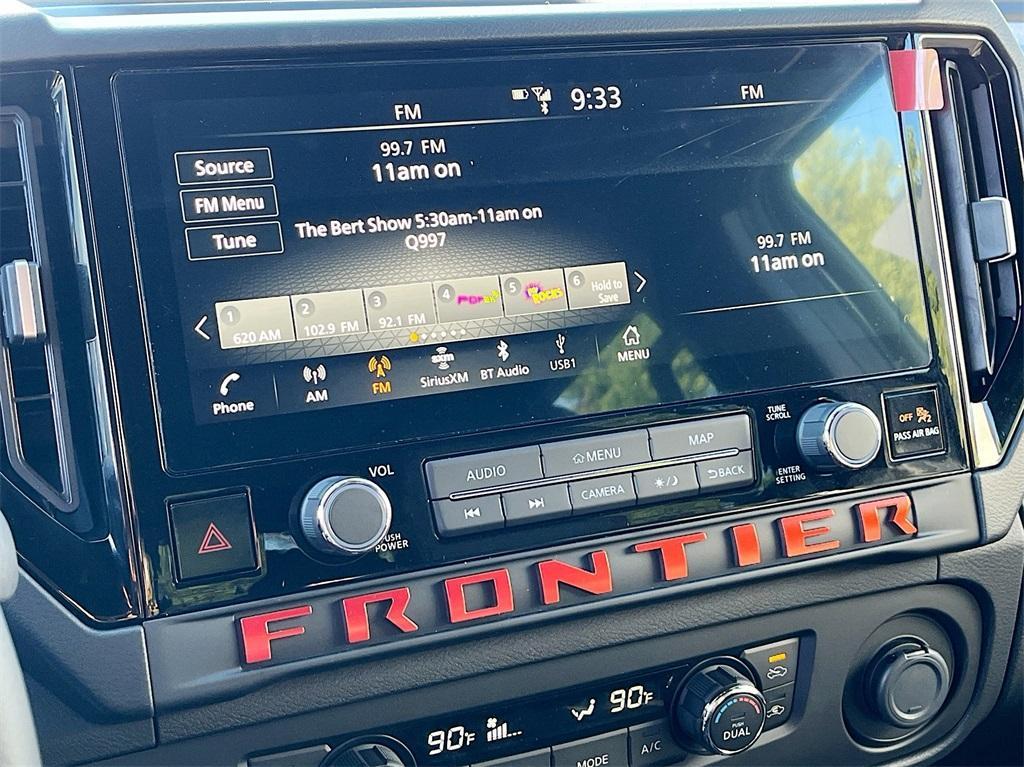 FM
9:33
FM
99.7 FM
11am on
Source
FM Menu
Tune
The Bert Show 5:30am-11am on
Q997
99.7 FM
11am on
1
620 AM
2
102.9 FM
3
92.1 FM
4
5
ROCKS
6
Hold to
Save
Phone
AM
FM
sxm
SiriusXM
BT Audio
USB1
MENU
VOL
PUSH
POWER
AUDIO
MENU
MAP
CAMERA
BACK
TUNE
SCROLL
ENTER
SETTING
OFF
2
PASS AIR BAG
FRONTIER
90°F
90°F
MODE
A/C
PUSH
DUAL